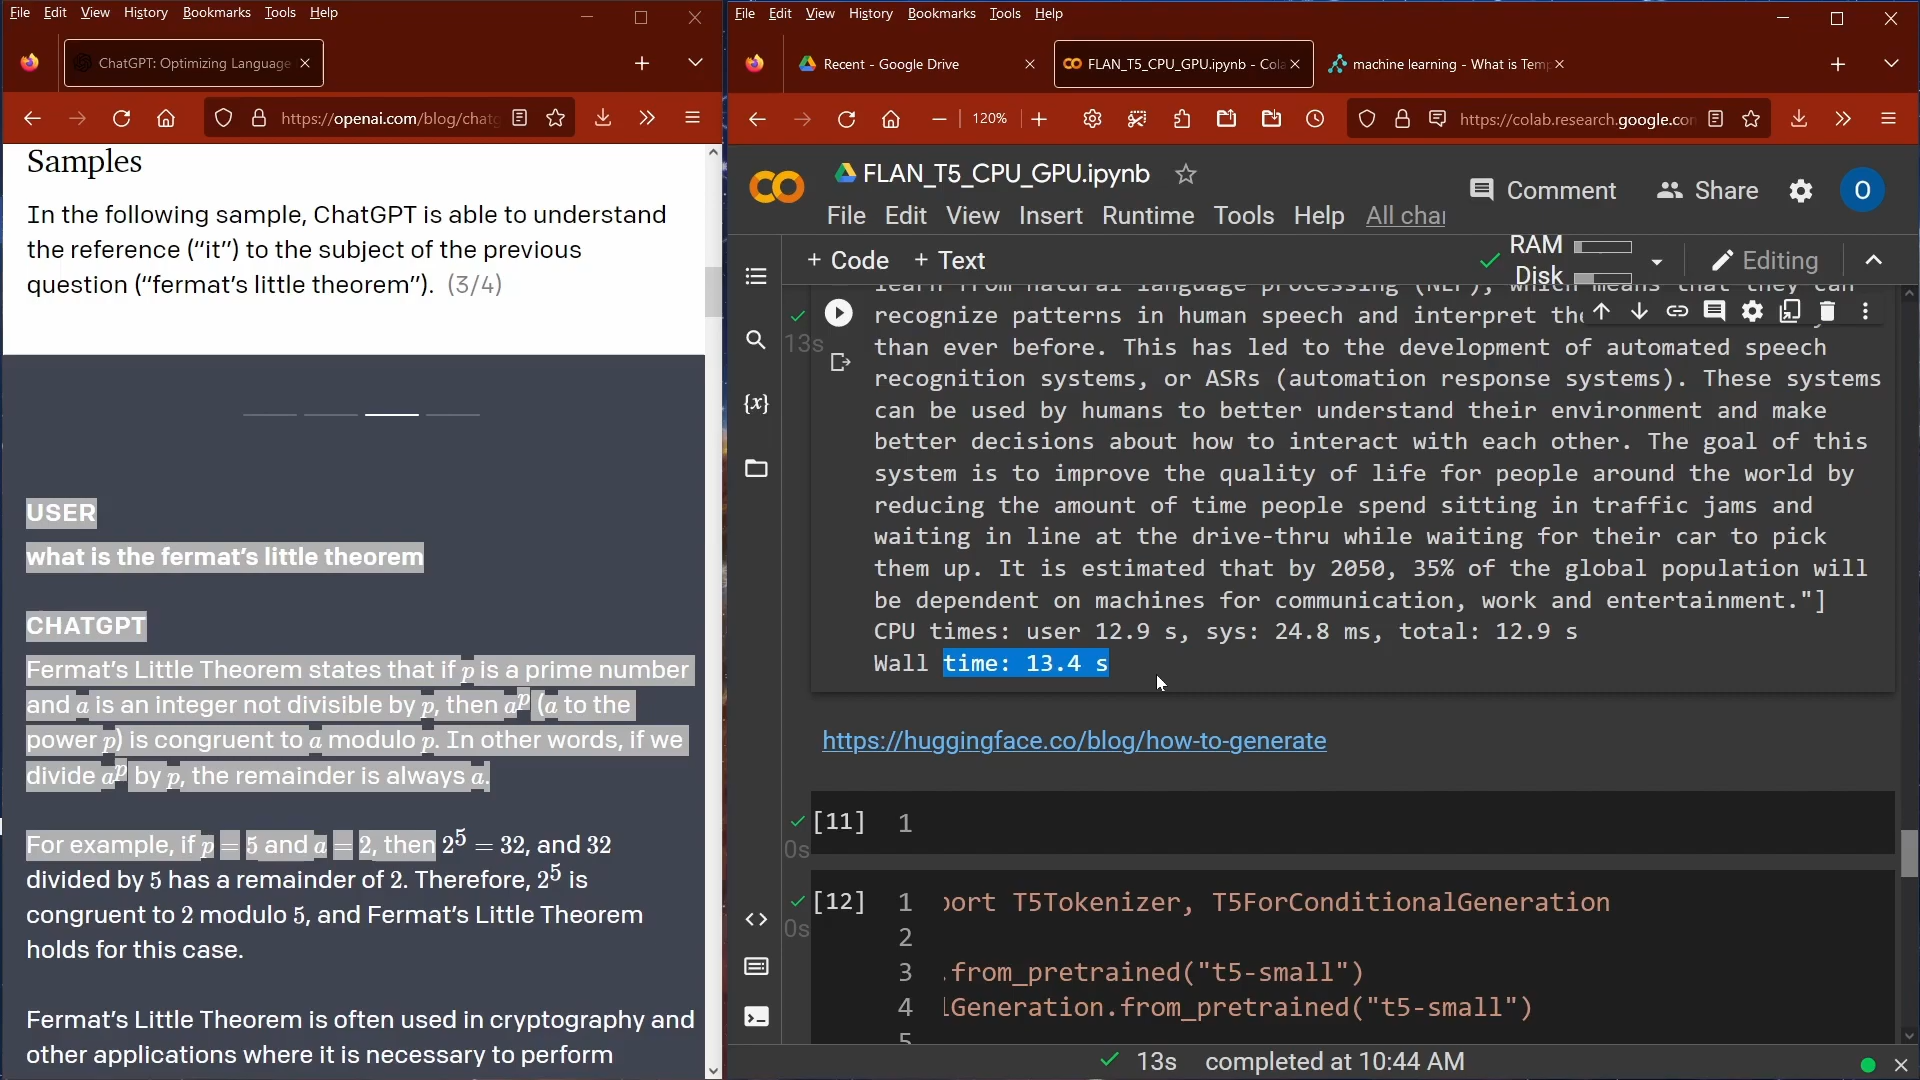 File Edit View History Bookmarks Tools Help
ChatGPT: Optimizing Language
https://openai.com/blog/chatg
Samples
In the following sample, ChatGPT is able to understand
the reference (“it”) to the subject of the previous
question (“fermat’s little theorem”). (3/4)
USER
what is the fermat’s little theorem
CHATGPT
Fermat’s Little Theorem states that if p is a prime number
and a is an integer not divisible by p, then a^p (a to the
power p) is congruent to a modulo p. In other words, if we
divide a^p by p, the remainder is always a.
For example, if p = 5 and a = 2, then 2^5 = 32, and 32
divided by 5 has a remainder of 2. Therefore, 2^5 is
congruent to 2 modulo 5, and Fermat’s Little Theorem
holds for this case.
Fermat’s Little Theorem is often used in cryptography and
other applications where it is necessary to perform
File Edit View History Bookmarks Tools Help
Recent - Google Drive
FLAN_T5_CPU_GPU.ipynb - Cola
machine learning - What is Temp
120%
https://colab.research.google.com
FLAN_T5_CPU_GPU.ipynb
Comment Share O
File Edit View Insert Runtime Tools Help All chan
+ Code + Text
RAM
Disk
Editing
learn from natural language processing (NLP), which means that they can
13s
recognize patterns in human speech and interpret
than ever before. This has led to the development of automated speech
recognition systems, or ASRs (automation response systems). These systems
can be used by humans to better understand their environment and make
better decisions about how to interact with each other. The goal of this
system is to improve the quality of life for people around the world by
reducing the amount of time people spend sitting in traffic jams and
waiting in line at the drive-thru while waiting for their car to pick
them up. It is estimated that by 2050, 35% of the global population will
be dependent on machines for communication, work and entertainment."]
CPU times: user 12.9 s, sys: 24.8 ms, total: 12.9 s
Wall time: 13.4 s
https://huggingface.co/blog/how-to-generate
[11] 1
0s
[12] 1 port T5Tokenizer, T5ForConditionalGeneration
0s
2
3 .from_pretrained("t5-small")
4 lGeneration.from_pretrained("t5-small")
5
13s completed at 10:44 AM